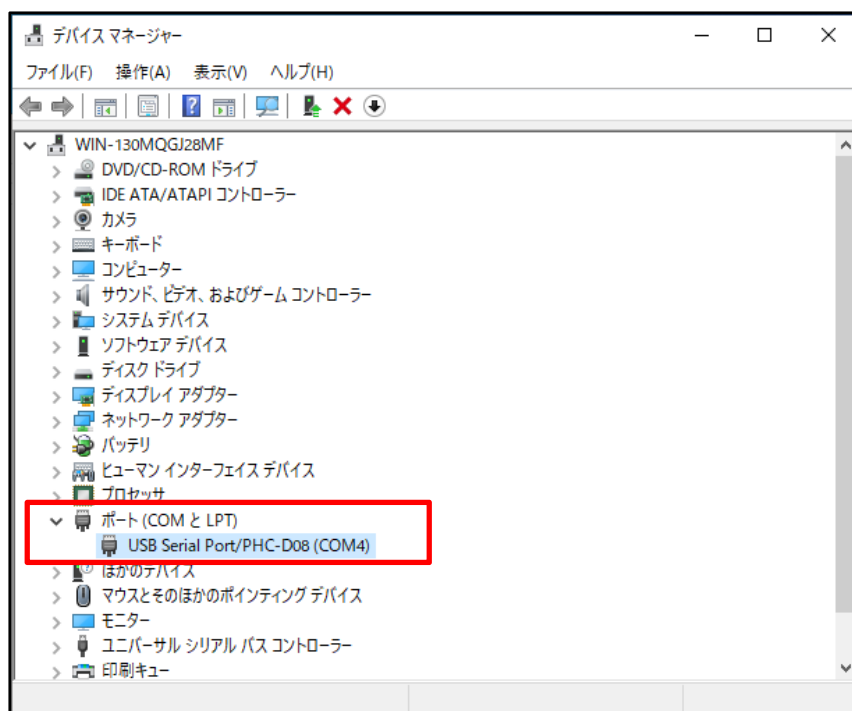 デバイス マネージャー
ファイル(F) 操作(A) 表示(V) ヘルプ(H)
WIN-130MQGJ28MF
DVD/CD-ROM ドライブ
IDE ATA/ATAPI コントローラー
カメラ
キーボード
コンピューター
サウンド、ビデオ、およびゲーム コントローラー
システム デバイス
ソフトウェア デバイス
ディスク ドライブ
ディスプレイ アダプター
ネットワーク アダプター
バッテリ
ヒューマン インターフェイス デバイス
プロセッサ
ポート (COM と LPT)
USB Serial Port/PHC-D08 (COM4)
ほかのデバイス
マウスとそのほかのポインティング デバイス
モニター
ユニバーサル シリアル バス コントローラー
印刷キュー